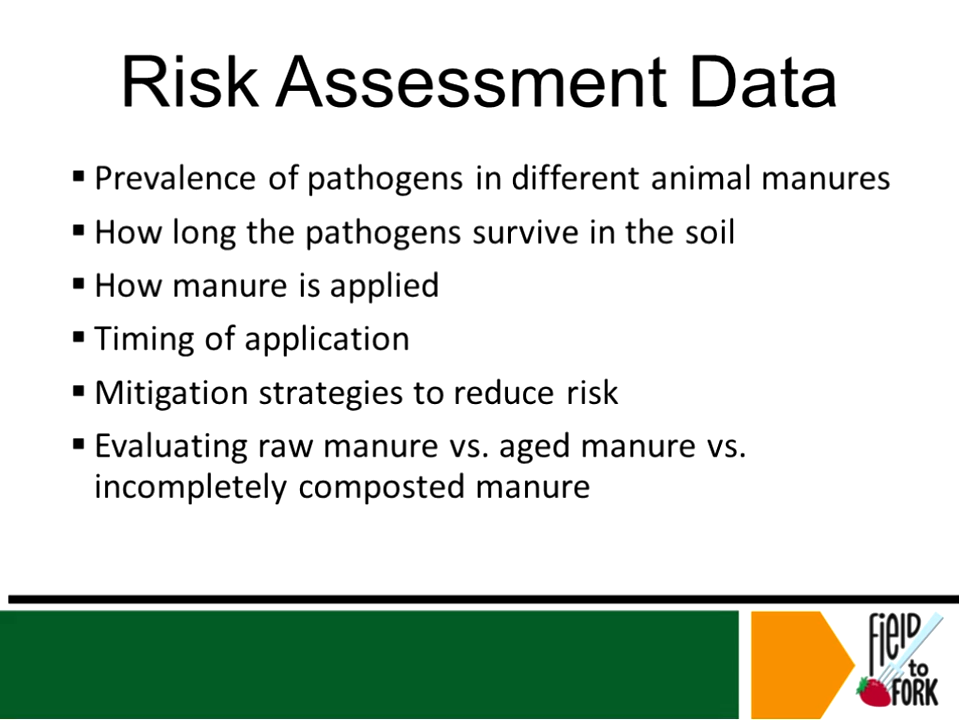 Risk Assessment Data
▪ Prevalence of pathogens in different animal manures
▪ How long the pathogens survive in the soil
▪ How manure is applied
▪ Timing of application
▪ Mitigation strategies to reduce risk
▪ Evaluating raw manure vs. aged manure vs.
incompletely composted manure
FiElD
to
FORK